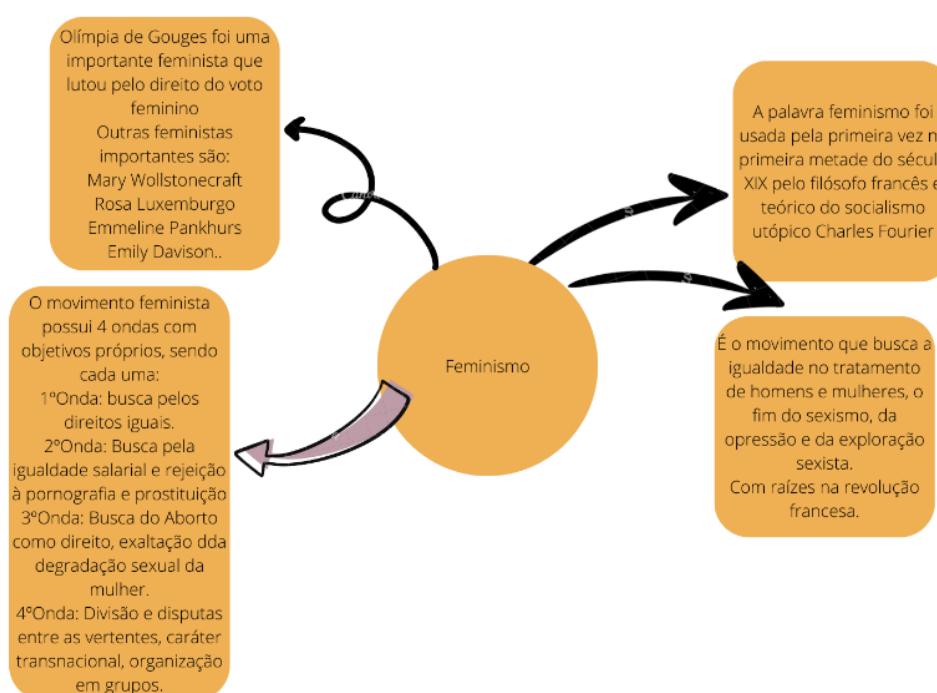 Olímpia de Gouges foi uma
importante feminista que
lutou pelo direito do voto
feminino
Outras feministas
importantes são:
Mary Wollstonecraft
Rosa Luxemburgo
Emmeline Pankhurs
Emily Davison..
A palavra feminismo foi
usada pela primeira vez n
primeira metade do sécul
XIX pelo filósofo francês e
teórico do socialismo
utópico Charles Fourier
Feminismo
O movimento feminista
possui 4 ondas com
objetivos próprios, sendo
cada uma:
1ºOnda: busca pelos
direitos iguais.
2ºOnda: Busca pela
igualdade salarial e rejeição
à pornografia e prostituição
3ºOnda: Busca do Aborto
como direito, exaltação dda
degradação sexual da
mulher.
4ºOnda: Divisão e disputas
entre as vertentes, caráter
transnacional, organização
em grupos.
É o movimento que busca a
igualdade no tratamento
de homens e mulheres, o
fim do sexismo, da
opressão e da exploração
sexista.
Com raízes na revolução
francesa.